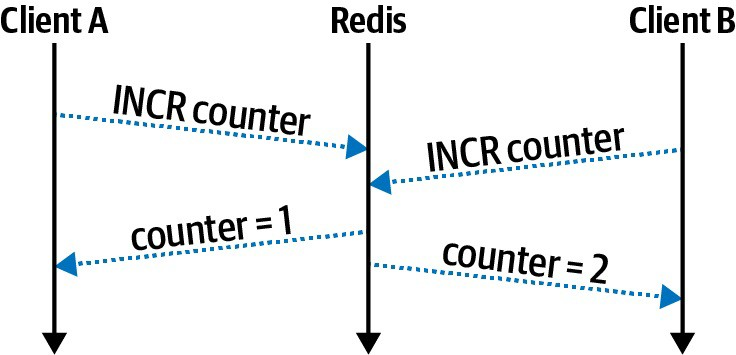 Client A
Redis
Client B
INCR counter
INCR counter
counter = 1
counter = 2